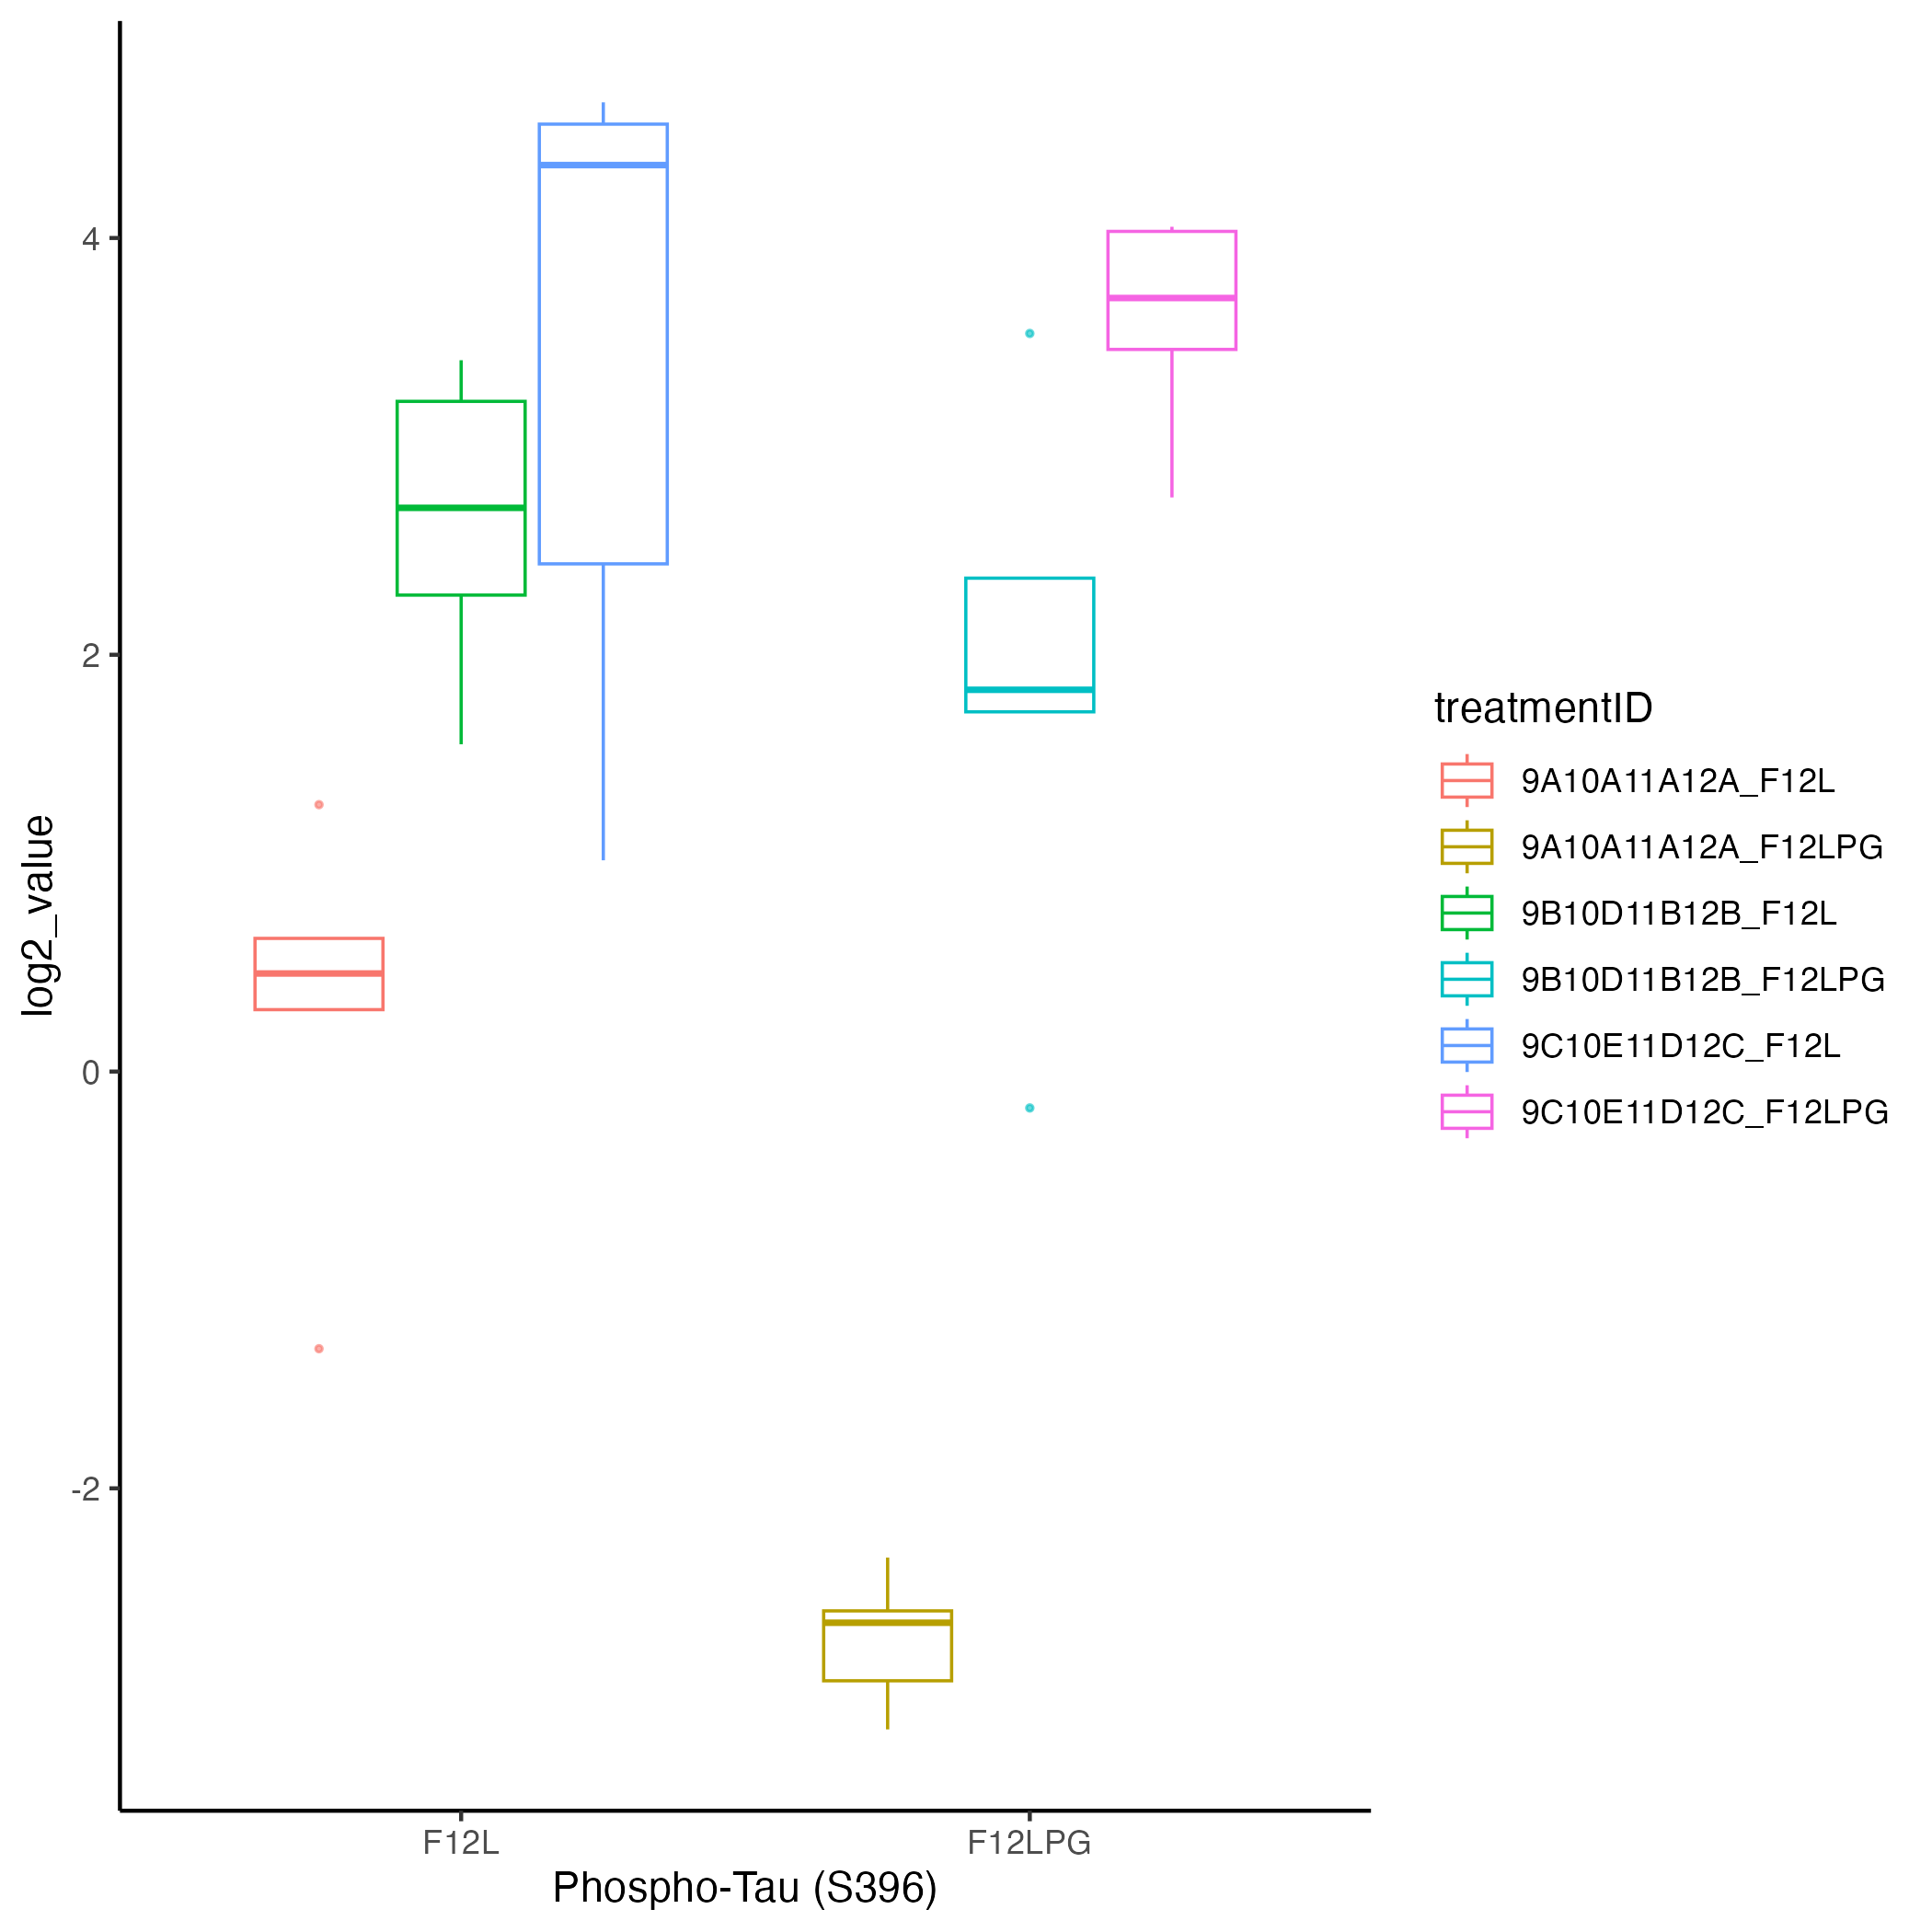 log2_value
4
2
0
-2
F12L
F12LPG
Phospho-Tau (S396)
treatmentID
9A10A11A12A_F12L
9A10A11A12A_F12LPG
9B10D11B12B_F12L
9B10D11B12B_F12LPG
9C10E11D12C_F12L
9C10E11D12C_F12LPG